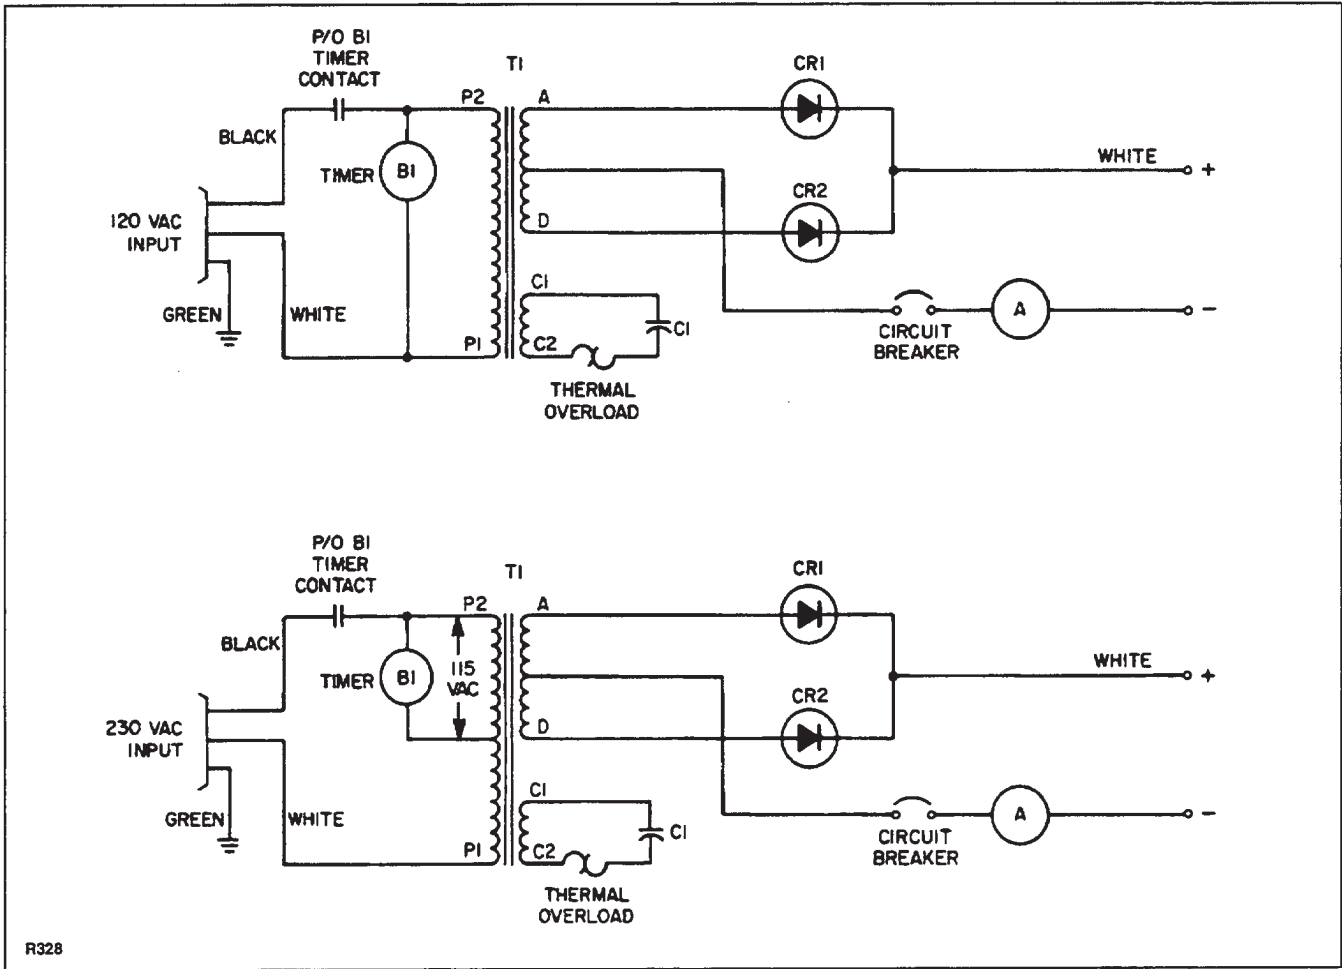 P/O B1
TIMER
CONTACT
T1
P2
A
CR1
BLACK
TIMER
B1
WHITE
+
CR2
D
120 VAC
INPUT
C1
GREEN
WHITE
P1
C2
C1
CIRCUIT
BREAKER
A
-
THERMAL
OVERLOAD
P/O B1
TIMER
CONTACT
T1
P2
A
CR1
BLACK
TIMER
B1
115
VAC
WHITE
+
CR2
D
230 VAC
INPUT
C1
GREEN
WHITE
P1
C2
C1
CIRCUIT
BREAKER
A
-
THERMAL
OVERLOAD
R328